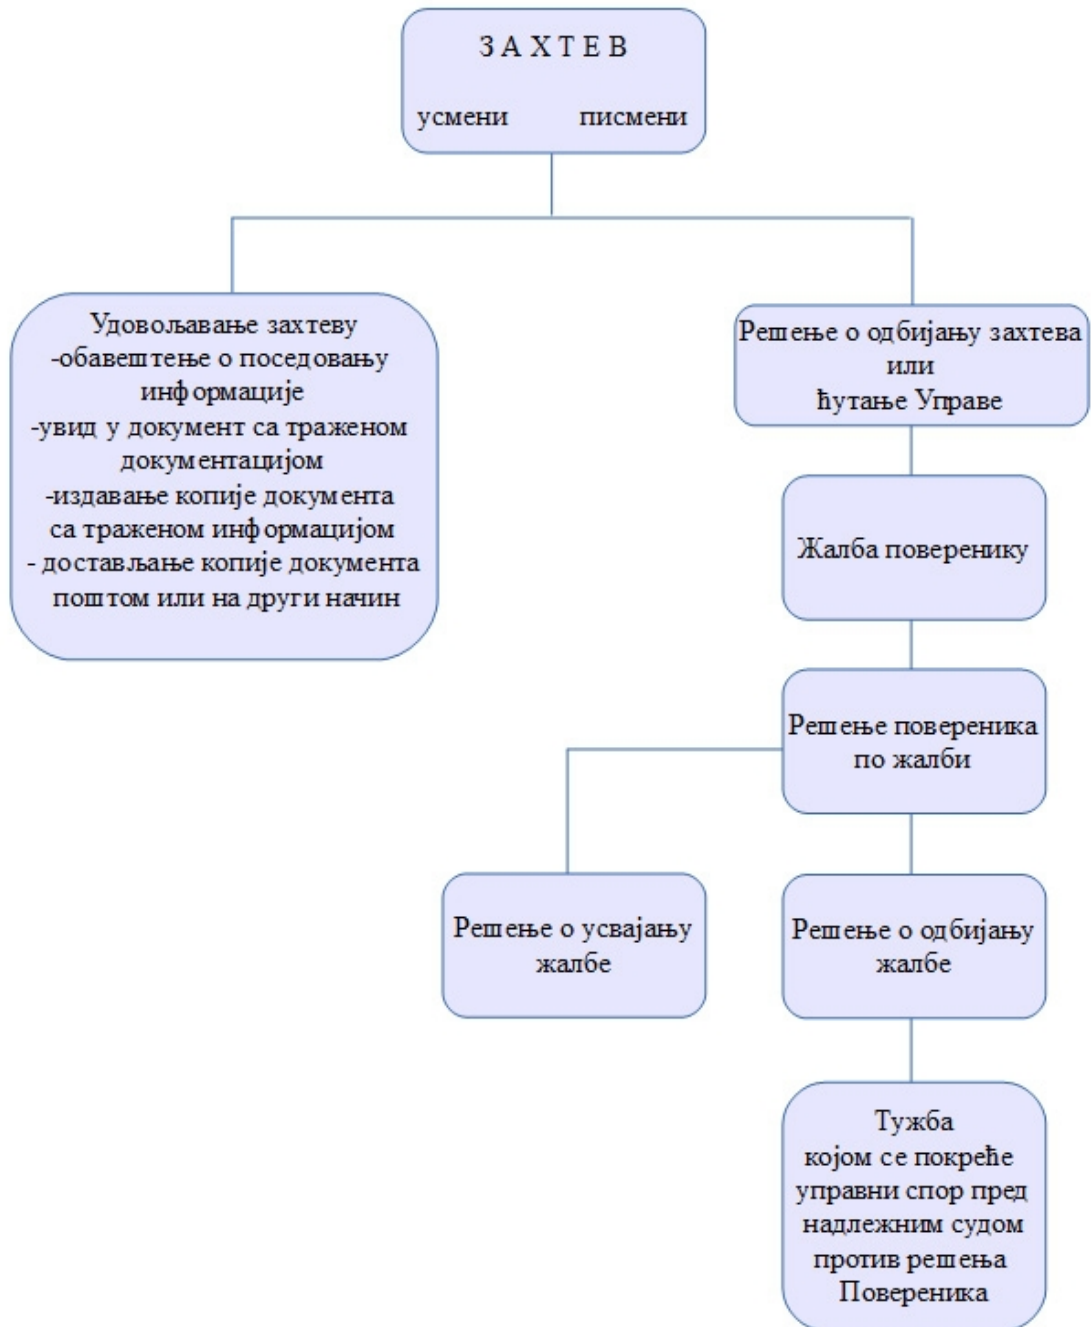 З А Х Т Е В
усмени писмени
Удовољавање захтеву
-обавештење о поседовању
информације
-увид у документ са траженом
документацијом
-издавање копије документа
са траженом информацијом
- достављање копије документа
поштом или на други начин
Решење о одбијању захтева
или
ћутање Управе
Жалба поверенику
Решење повереника
по жалби
Решење о усвајању
жалбе
Решење о одбијању
жалбе
Тужба
којом се покреће
управни спор пред
надлежним судом
против решења
Повереника